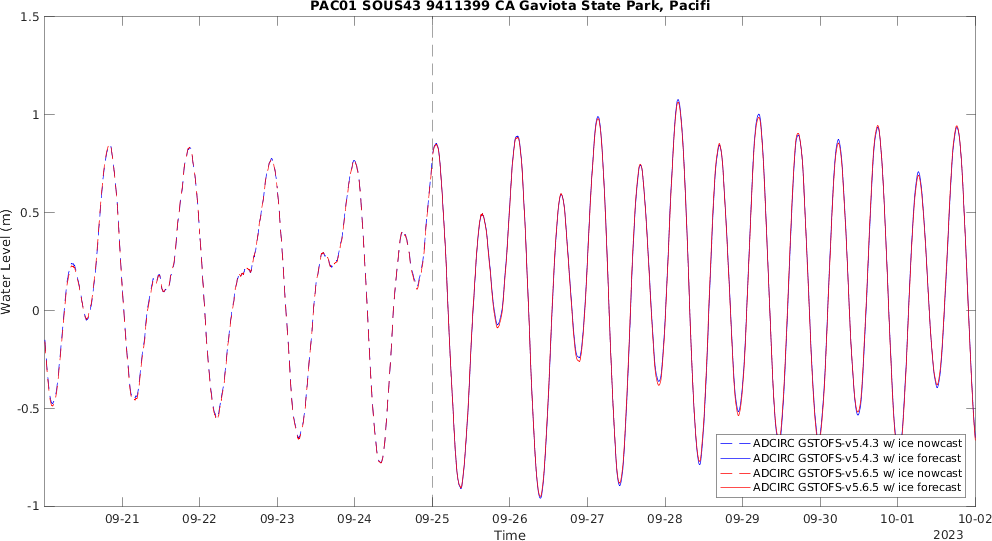 PAC01 SOUS43 9411399 CA Gaviota State Park, Pacifi
1.5
1
0.5
0
-0.5
-1
Water Level (m)
09-21 09-22 09-23 09-24 09-25 09-26 09-27 09-28 09-29 09-30 10-01 10-02
2023
Time
ADCIRC GSTOFS-v5.4.3 w/ ice nowcast
ADCIRC GSTOFS-v5.4.3 w/ ice forecast
ADCIRC GSTOFS-v5.6.5 w/ ice nowcast
ADCIRC GSTOFS-v5.6.5 w/ ice forecast